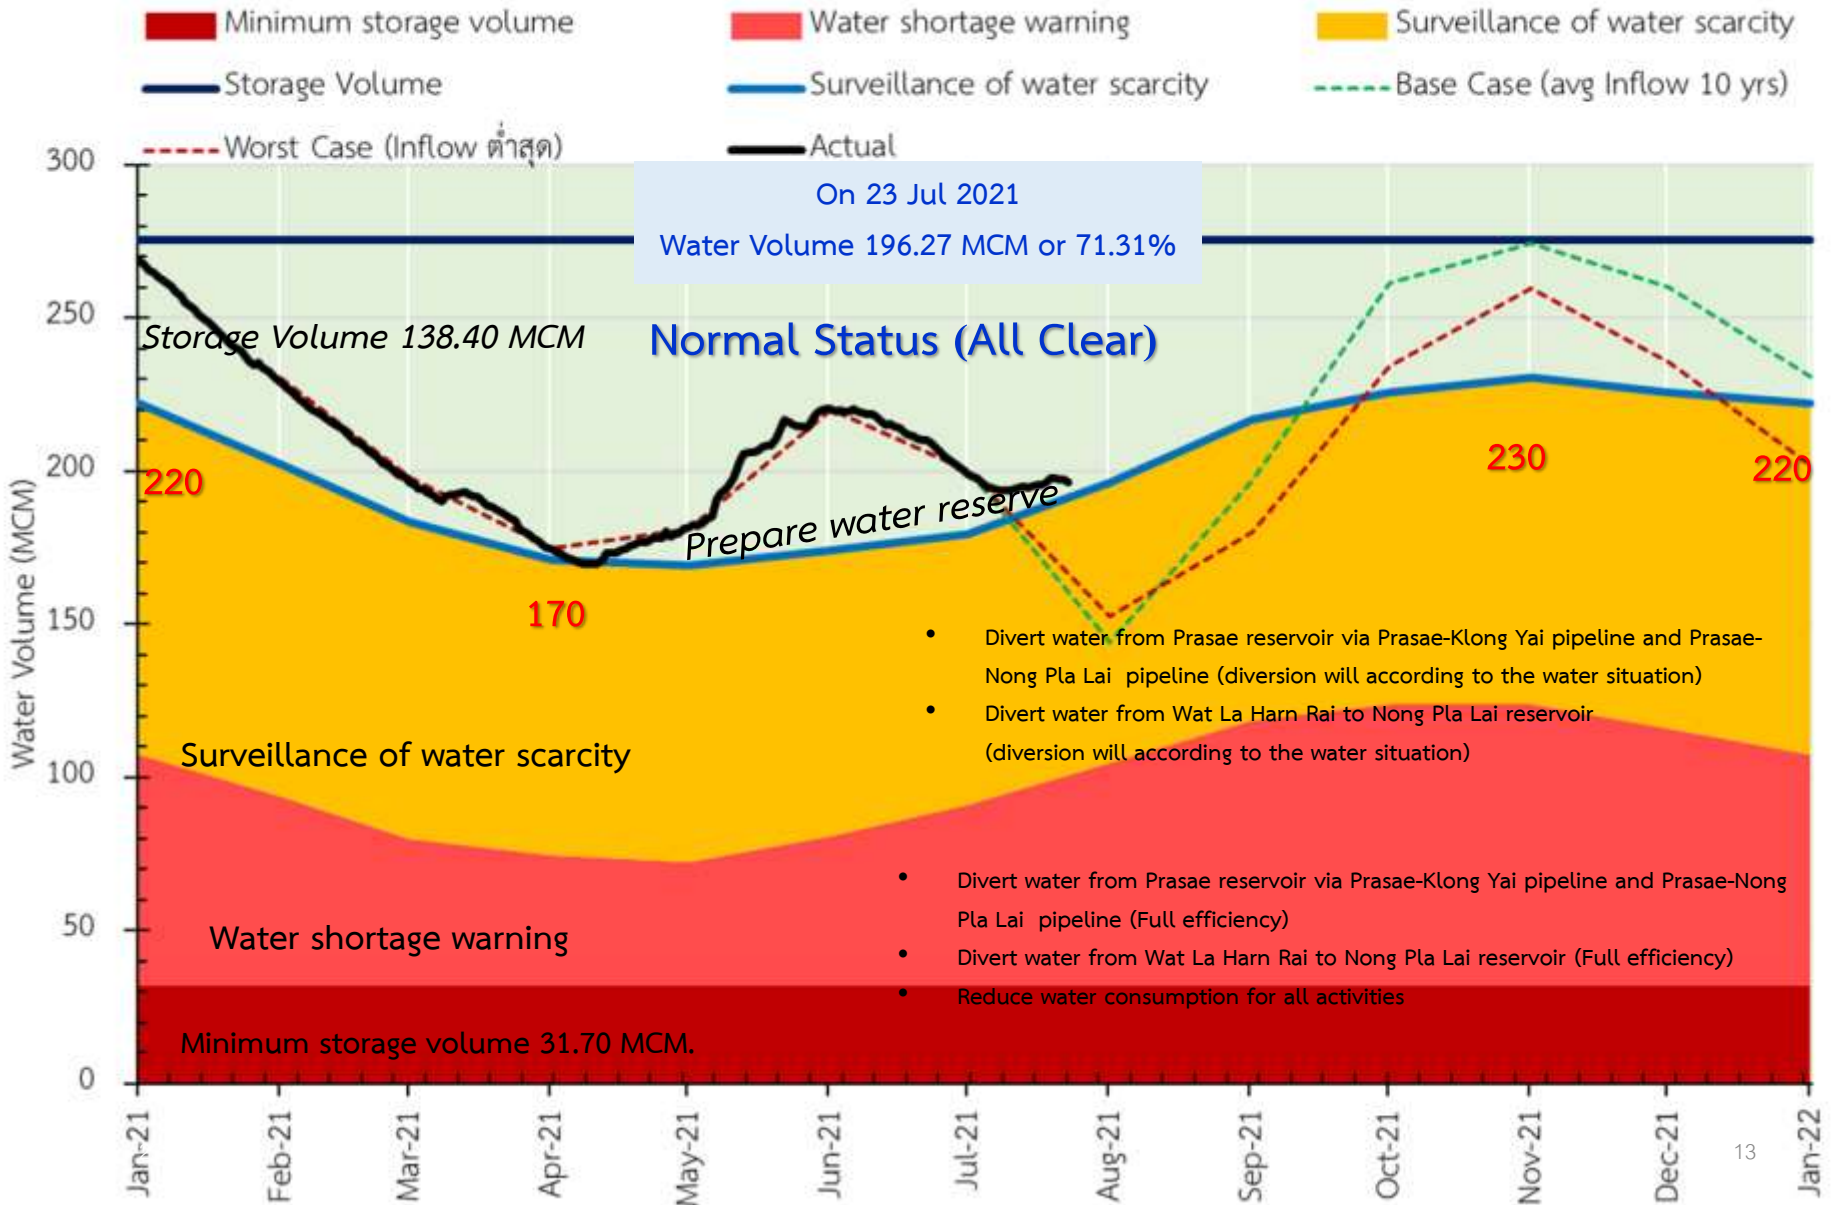 Minimum storage volume
Water shortage warning
Surveillance of water scarcity
Storage Volume
Surveillance of water scarcity
Base Case (avg Inflow 10 yrs)
Worst Case (Inflow ต่ำสุด)
Actual
On 23 Jul 2021
Water Volume 196.27 MCM or 71.31%
Storage Volume 138.40 MCM
Normal Status (All Clear)
Water Volume (MCM)
300
250
200
150
100
50
0
220
170
230
220
Prepare water reserve
• Divert water from Prasae reservoir via Prasae-Klong Yai pipeline and Prasae-
Nong Pla Lai pipeline (diversion will according to the water situation)
• Divert water from Wat La Harn Rai to Nong Pla Lai reservoir
(diversion will according to the water situation)
Surveillance of water scarcity
• Divert water from Prasae reservoir via Prasae-Klong Yai pipeline and Prasae-Nong
Pla Lai pipeline (Full efficiency)
• Divert water from Wat La Harn Rai to Nong Pla Lai reservoir (Full efficiency)
• Reduce water consumption for all activities
Water shortage warning
Minimum storage volume 31.70 MCM.
Jan-21
Feb-21
Mar-21
Apr-21
May-21
Jun-21
Jul-21
Aug-21
Sep-21
Oct-21
Nov-21
Dec-21
Jan-22
13